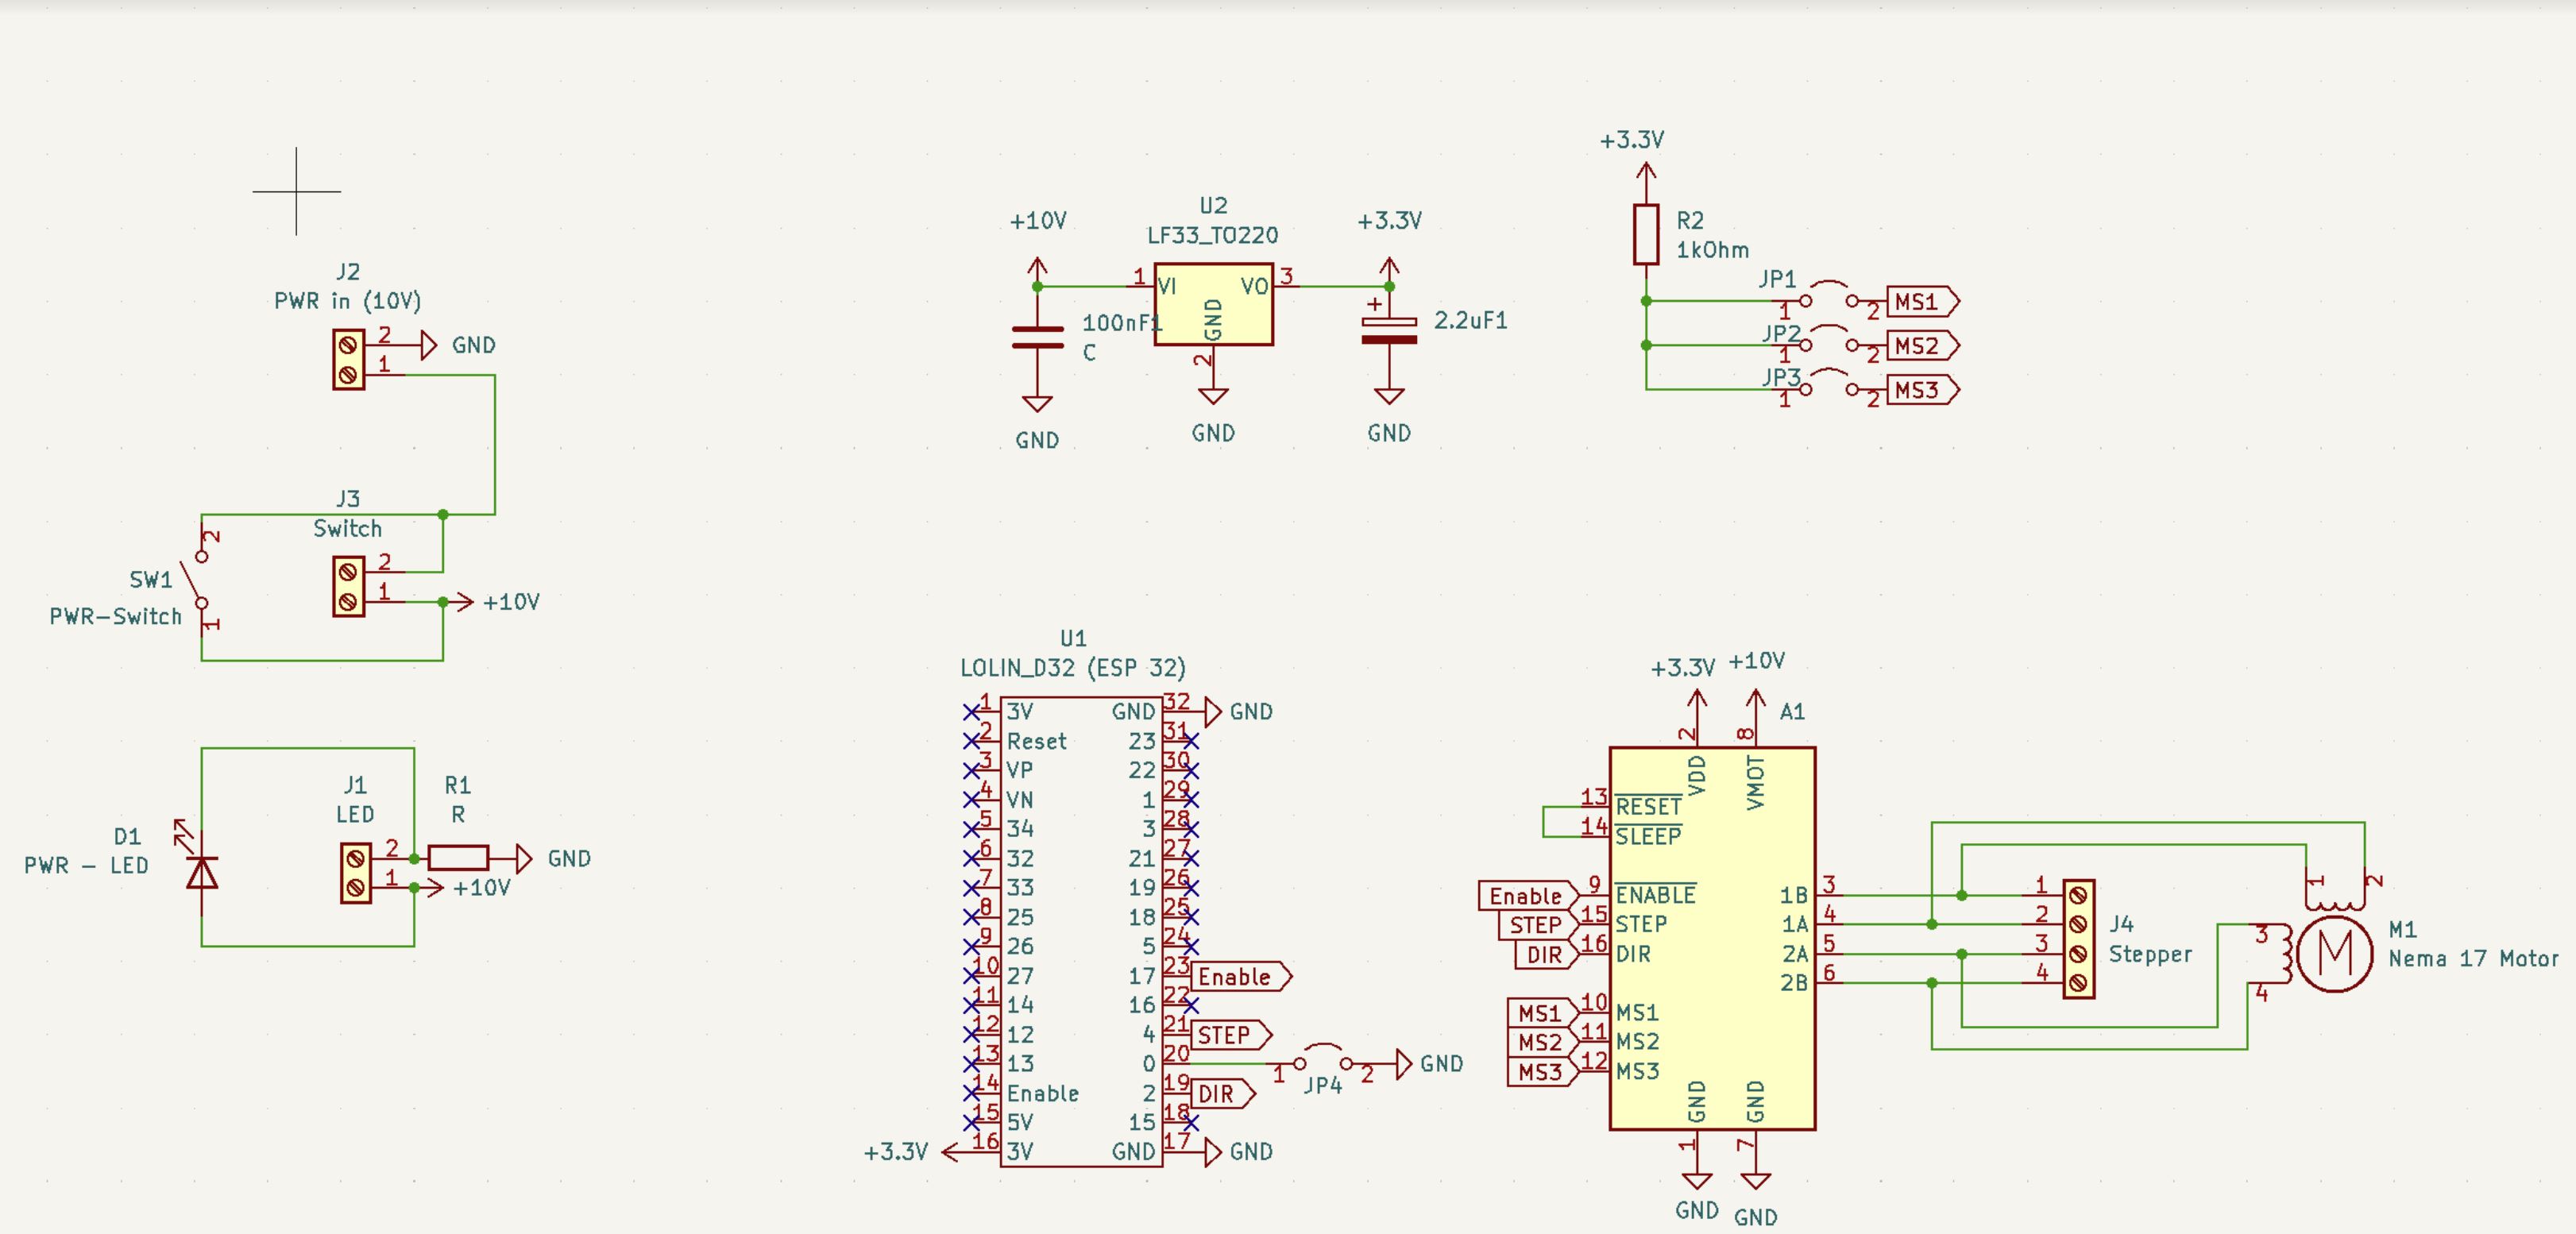 J2
PWR in (10V)
2
GND
1
J3
Switch
2
2
1
+10V
SW1
PWR-Switch
1
J1
LED
R1
R
D1
PWR - LED
2
GND
1
+10V
+10V
U2
LF33_TO220
+3.3V
1
VI
VO
3
GND
2
100nF1
C
+
2.2uF1
GND
GND
GND
+3.3V
R2
1kOhm
JP1
1
2
MS1
JP2
1
2
MS2
JP3
1
2
MS3
U1
LOLIN_D32 (ESP 32)
1 3V GND 32 GND
2 Reset 23 31
3 VP 22 30
4 VN 1 29
5 34 3 28
6 32 21 27
7 33 19 26
8 25 18 25
9 26 5 24
10 27 17 23 Enable
11 14 16 22
12 12 4 21 STEP
13 13 0 20 1 JP4 2 GND
14 Enable 2 19 DIR
15 5V 15 18
+3.3V 16 3V GND 17 GND
+3.3V
+10V
A1
2
8
VDD
VMOT
13 RESET
14 SLEEP
Enable 9 ENABLE
STEP 15 STEP
DIR 16 DIR
MS1 10 MS1
MS2 11 MS2
MS3 12 MS3
1B 3
1A 4
2A 5
2B 6
GND
GND
1
7
GND
GND
1
2
3
4
J4
Stepper
1
2
3
4
M
M1
Nema 17 Motor